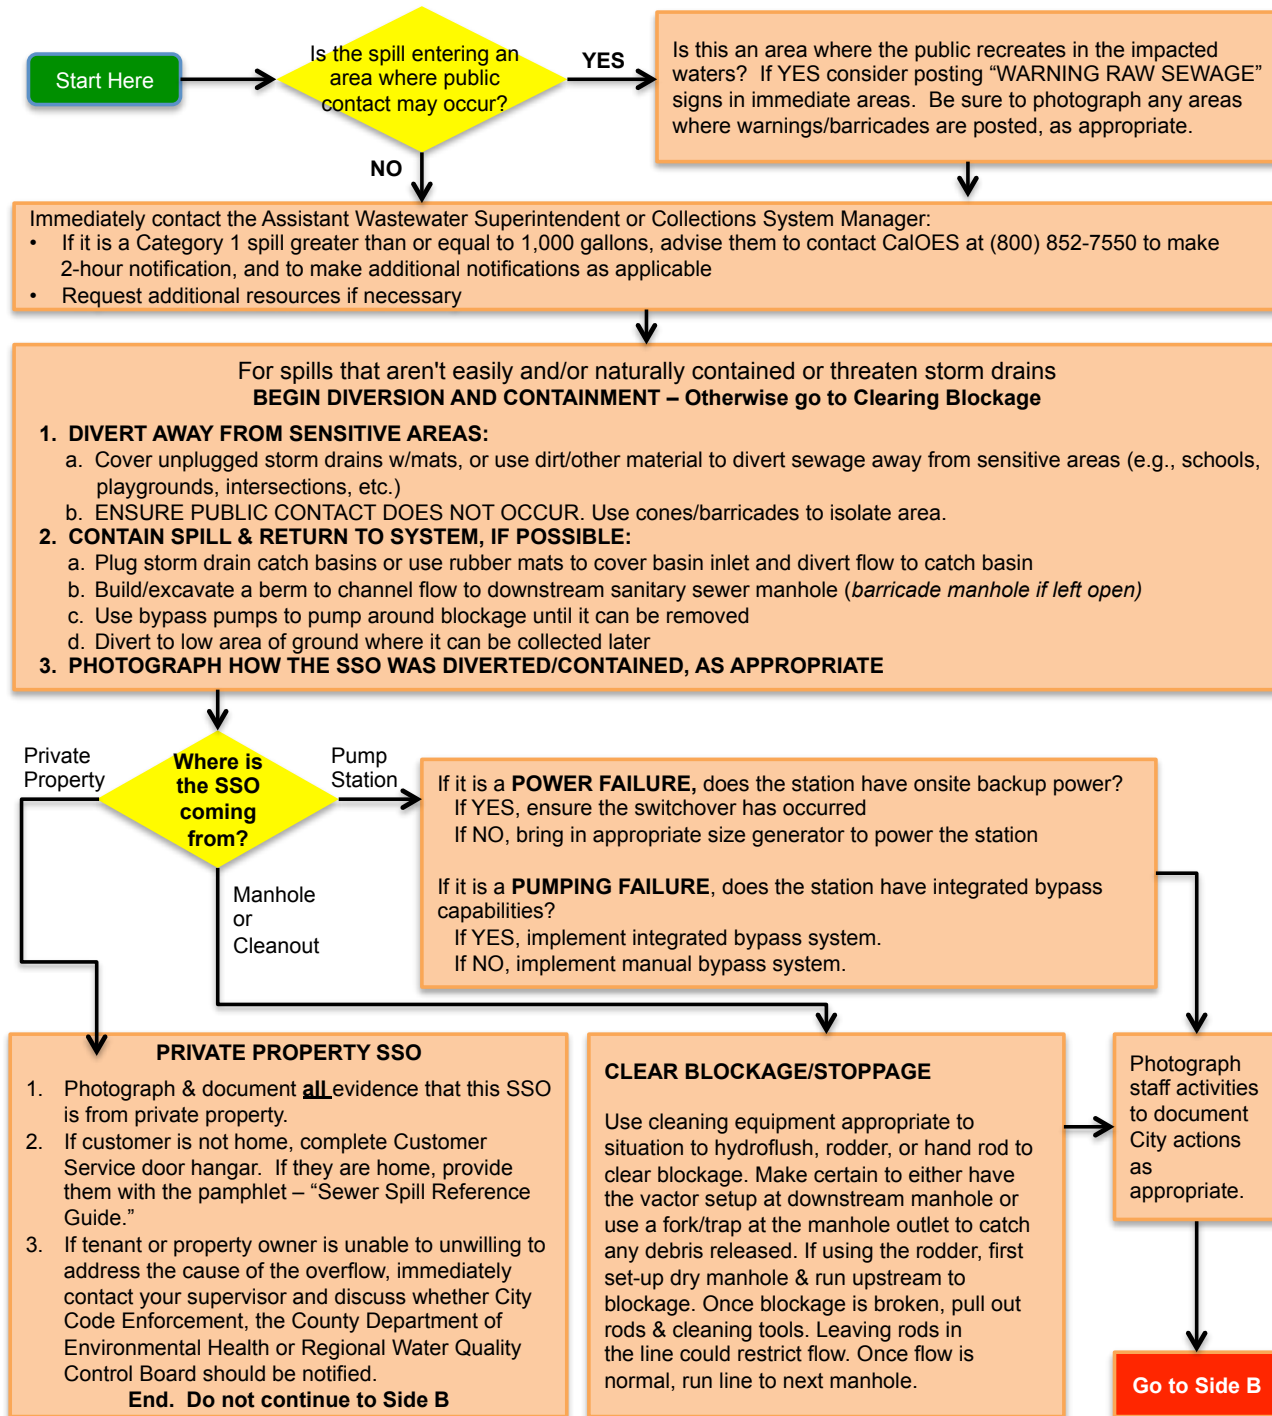 Start Here
Is the spill entering an
area where public
contact may occur?
YES
Is this an area where the public recreates in the impacted
waters?  If YES consider posting “WARNING RAW SEWAGE”
signs in immediate areas.  Be sure to photograph any areas
where warnings/barricades are posted, as appropriate.
NO
Immediately contact the Assistant Wastewater Superintendent or Collections System Manager:
• If it is a Category 1 spill greater than or equal to 1,000 gallons, advise them to contact CalOES at (800) 852-7550 to make
2-hour notification, and to make additional notifications as applicable
• Request additional resources if necessary
For spills that aren't easily and/or naturally contained or threaten storm drains
BEGIN DIVERSION AND CONTAINMENT – Otherwise go to Clearing Blockage
1. DIVERT AWAY FROM SENSITIVE AREAS:
a. Cover unplugged storm drains w/mats, or use dirt/other material to divert sewage away from sensitive areas (e.g., schools,
playgrounds, intersections, etc.)
b. ENSURE PUBLIC CONTACT DOES NOT OCCUR. Use cones/barricades to isolate area.
2. CONTAIN SPILL & RETURN TO SYSTEM, IF POSSIBLE:
a. Plug storm drain catch basins or use rubber mats to cover basin inlet and divert flow to catch basin
b. Build/excavate a berm to channel flow to downstream sanitary sewer manhole (barricade manhole if left open)
c. Use bypass pumps to pump around blockage until it can be removed
d. Divert to low area of ground where it can be collected later
3. PHOTOGRAPH HOW THE SSO WAS DIVERTED/CONTAINED, AS APPROPRIATE
Private
Property
Where is
the SSO
coming
from?
Pump
Station
Manhole
or
Cleanout
If it is a POWER FAILURE, does the station have onsite backup power?
If YES, ensure the switchover has occurred
If NO, bring in appropriate size generator to power the station
If it is a PUMPING FAILURE, does the station have integrated bypass
capabilities?
If YES, implement integrated bypass system.
If NO, implement manual bypass system.
PRIVATE PROPERTY SSO
1. Photograph & document all evidence that this SSO
is from private property.
2. If customer is not home, complete Customer
Service door hangar.  If they are home, provide
them with the pamphlet – “Sewer Spill Reference
Guide.”
3. If tenant or property owner is unable to unwilling to
address the cause of the overflow, immediately
contact your supervisor and discuss whether City
Code Enforcement, the County Department of
Environmental Health or Regional Water Quality
Control Board should be notified.
End.  Do not continue to Side B
CLEAR BLOCKAGE/STOPPAGE
Use cleaning equipment appropriate to
situation to hydroflush, rodder, or hand rod to
clear blockage. Make certain to either have
the vactor setup at downstream manhole or
use a fork/trap at the manhole outlet to catch
any debris released. If using the rodder, first
set-up dry manhole & run upstream to
blockage. Once blockage is broken, pull out
rods & cleaning tools. Leaving rods in
the line could restrict flow. Once flow is
normal, run line to next manhole.
Photograph
staff activities
to document
City actions
as
appropriate.
Go to Side B